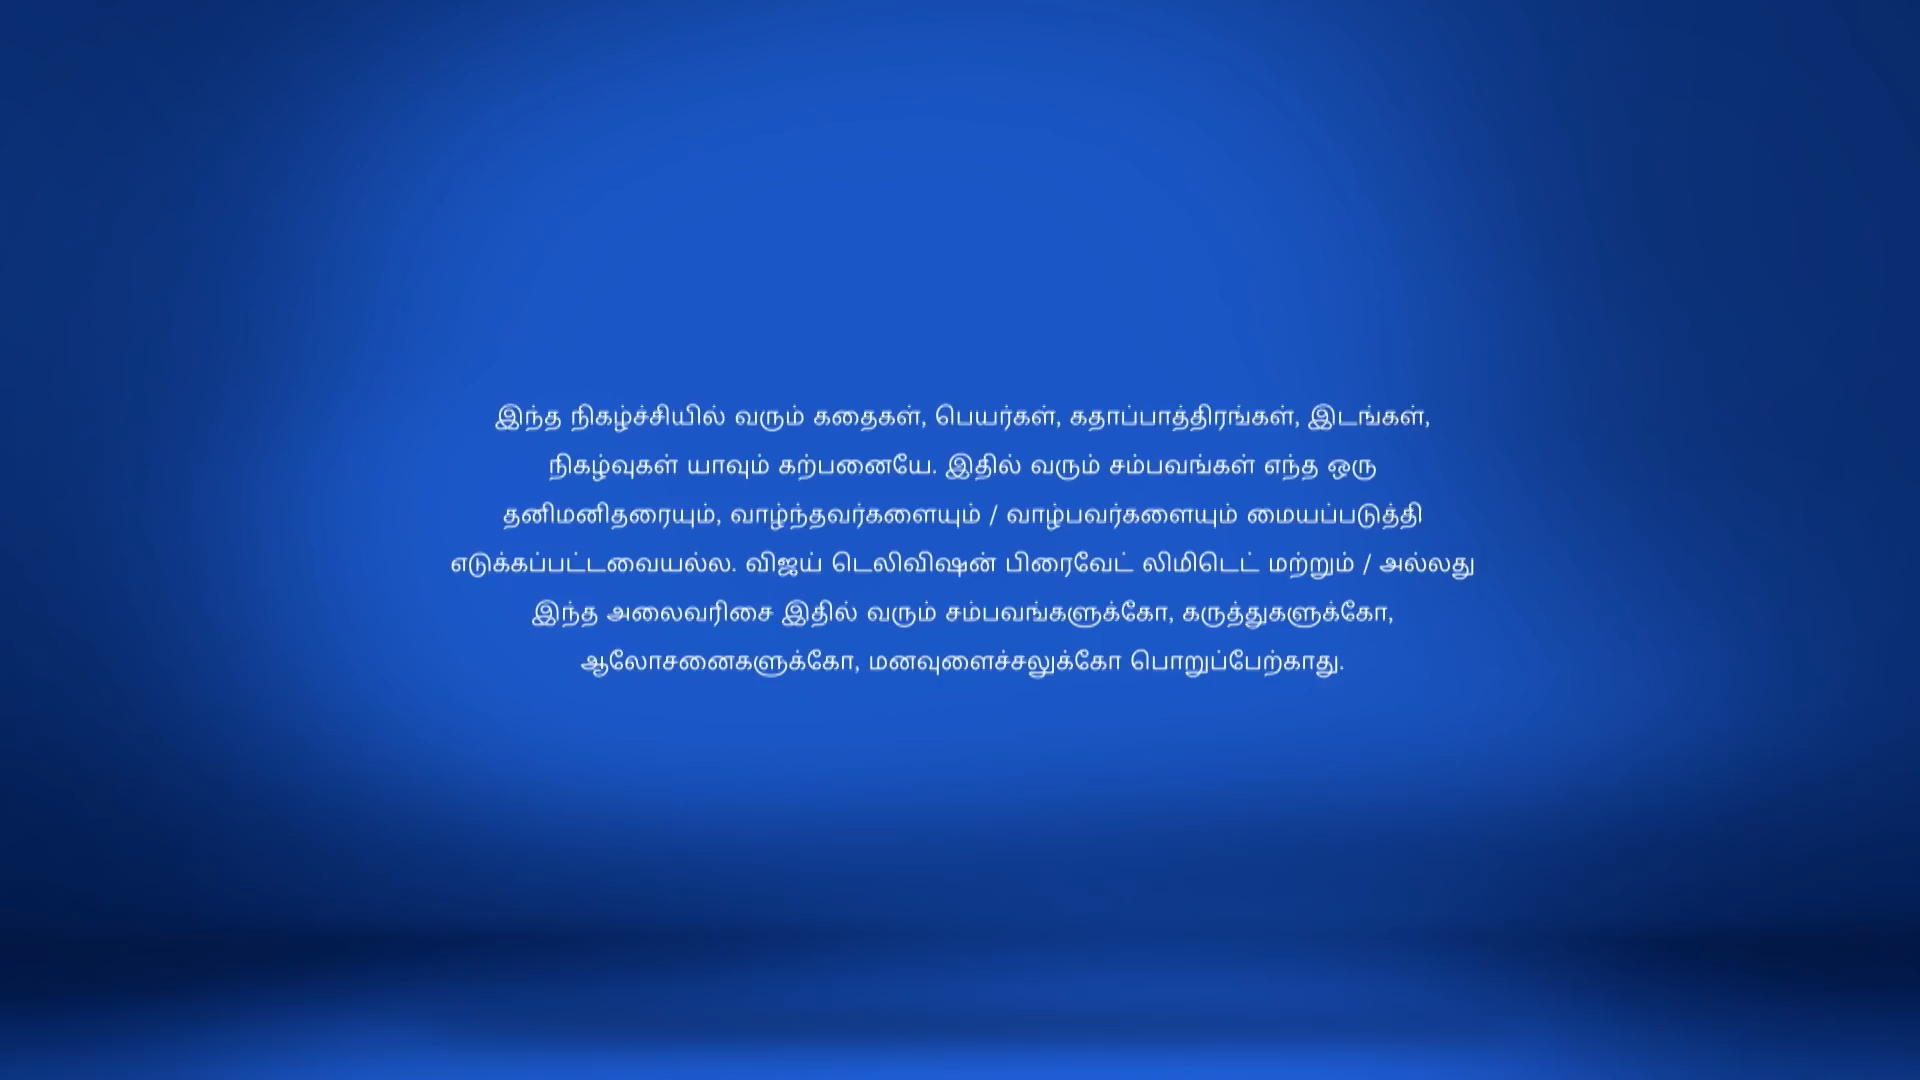 இந்த நிகழ்ச்சியில் வரும் கதைகள், பெயர்கள், கதாப்பாத்திரங்கள், இடங்கள்,
நிகழ்வுகள் யாவும் கற்பனையே. இதில் வரும் சம்பவங்கள் எந்த ஒரு
தனிமனிதரையும், வாழ்ந்தவர்களையும் / வாழ்பவர்களையும் மையப்படுத்தி
எடுக்கப்பட்டவையல்ல. விஜய் டெலிவிஷன் பிரைவேட் லிமிடெட் மற்றும் / அல்லது
இந்த அலைவரிசை இதில் வரும் சம்பவங்களுக்கோ, கருத்துகளுக்கோ,
ஆலோசனைகளுக்கோ, மனவுளைச்சலுக்கோ பொறுப்பேற்காது.